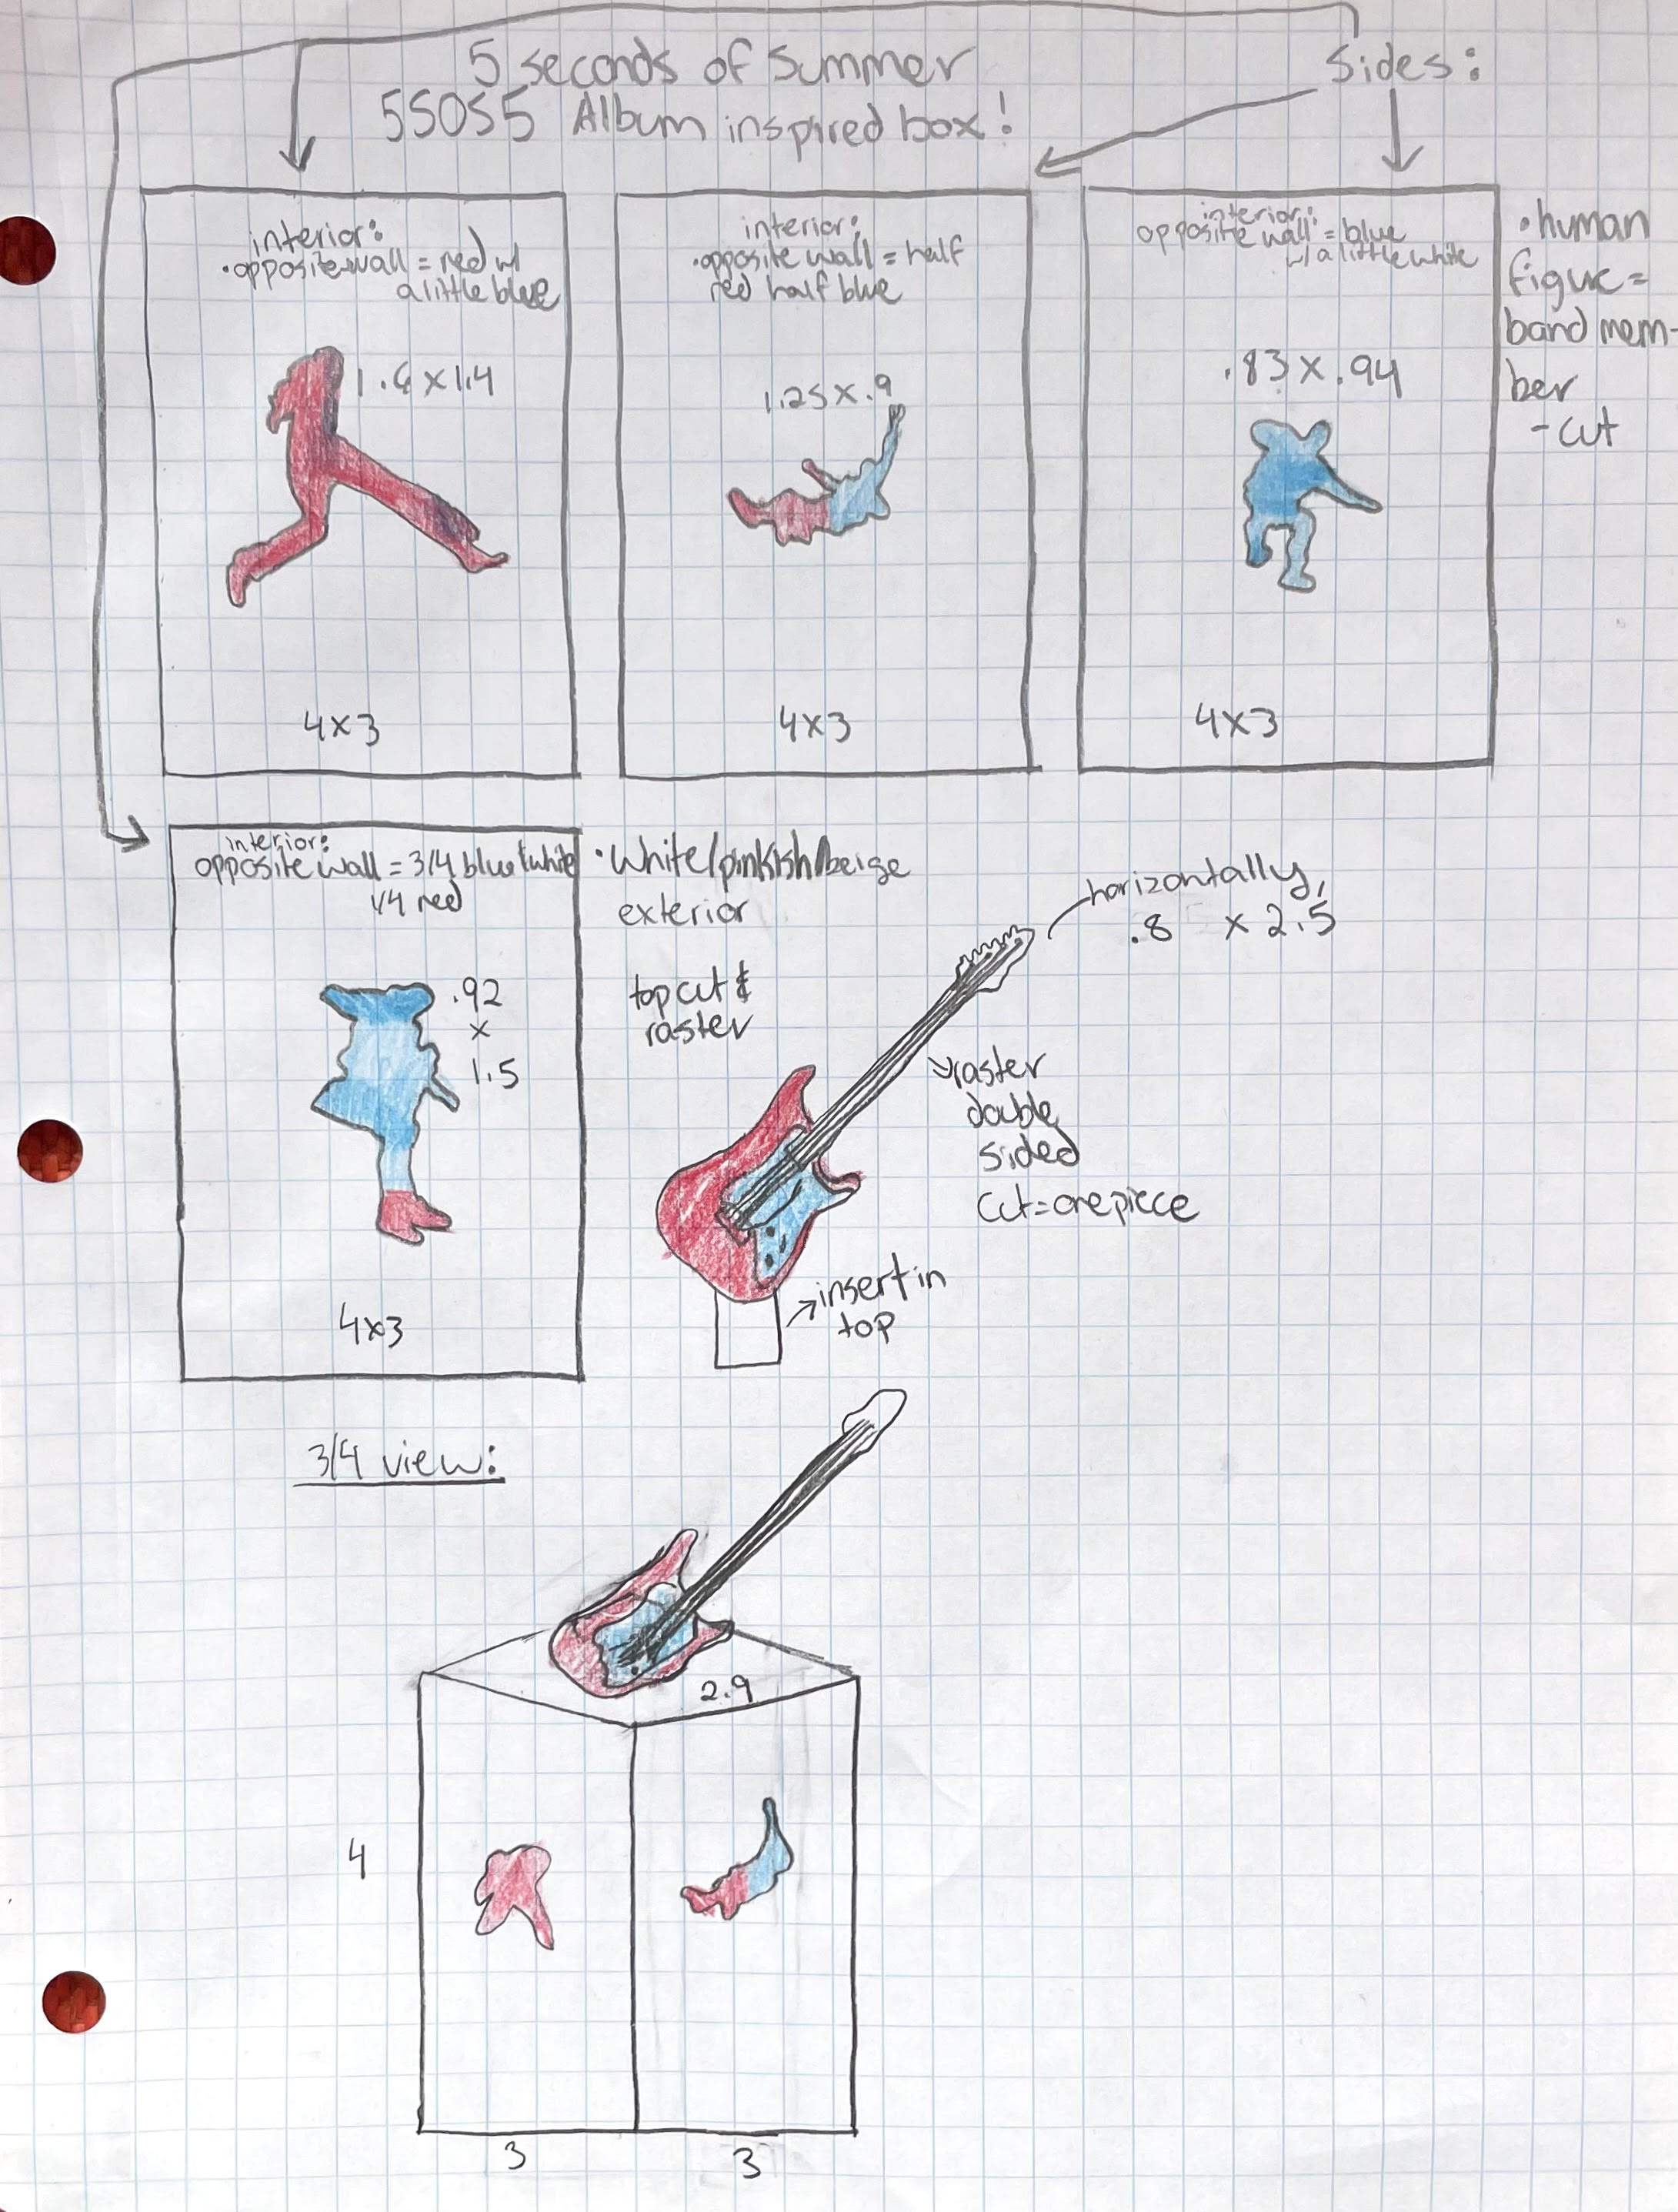 5 seconds of Summer
5SOS5 Album inspired box!
Sides:
interior:
• opposite wall = red w/
a little blue
1.6 x 1.4
4x3
interior:
• opposite wall = half
red half blue
1.25 x .9
4x3
interior:
opposite wall = blue
w/ a little white
.83 x .94
4x3
• human
figure =
band mem-
ber
- cut
interior:
opposite wall = 3/4 blue & white
1/4 red
.92
x
1.5
4x3
• White/pinkish/beige
exterior
top cut &
raster
horizontally,
.8 x 2.5
raster
double
sided
Cut = one piece
insert in
top
3/4 view:
2.9
4
3
3